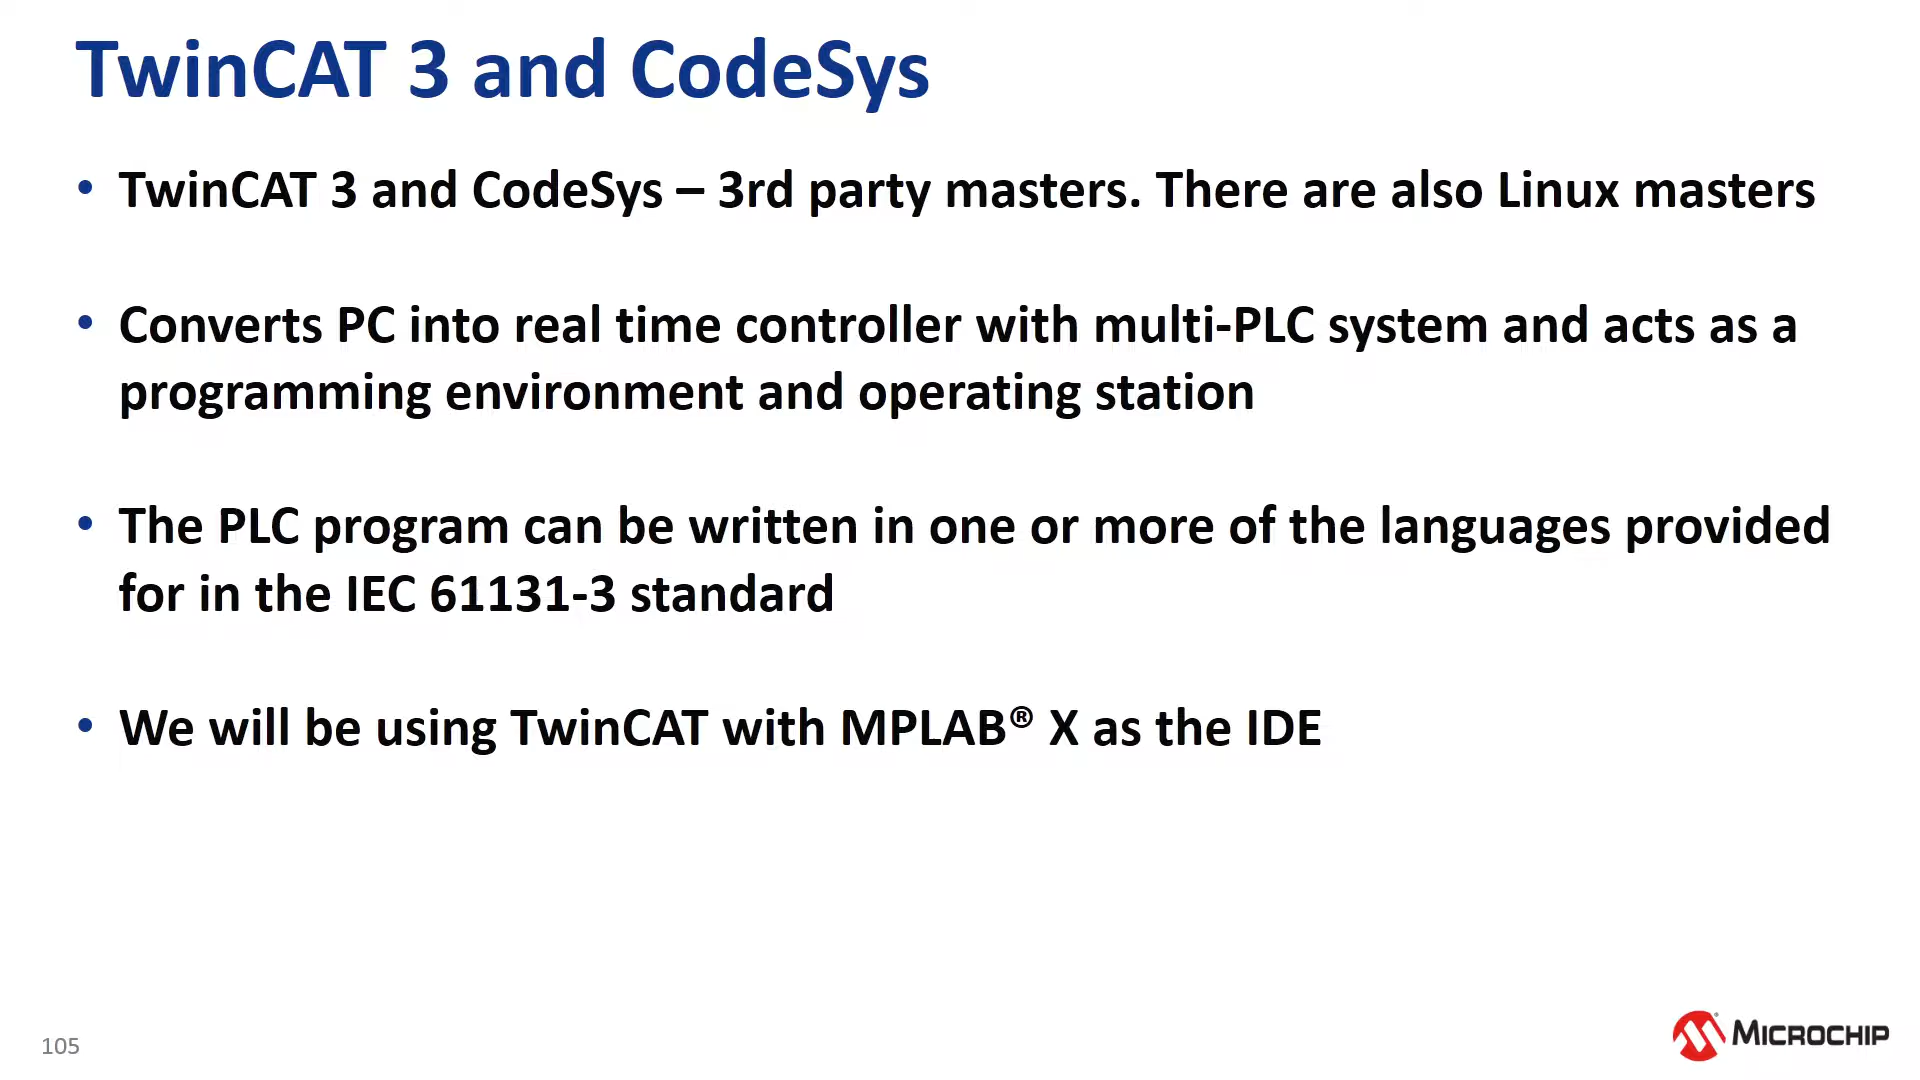 TwinCAT 3 and CodeSys
• TwinCAT 3 and CodeSys – 3rd party masters. There are also Linux masters
• Converts PC into real time controller with multi-PLC system and acts as a
programming environment and operating station
• The PLC program can be written in one or more of the languages provided
for in the IEC 61131-3 standard
• We will be using TwinCAT with MPLAB® X as the IDE
105
MICROCHIP